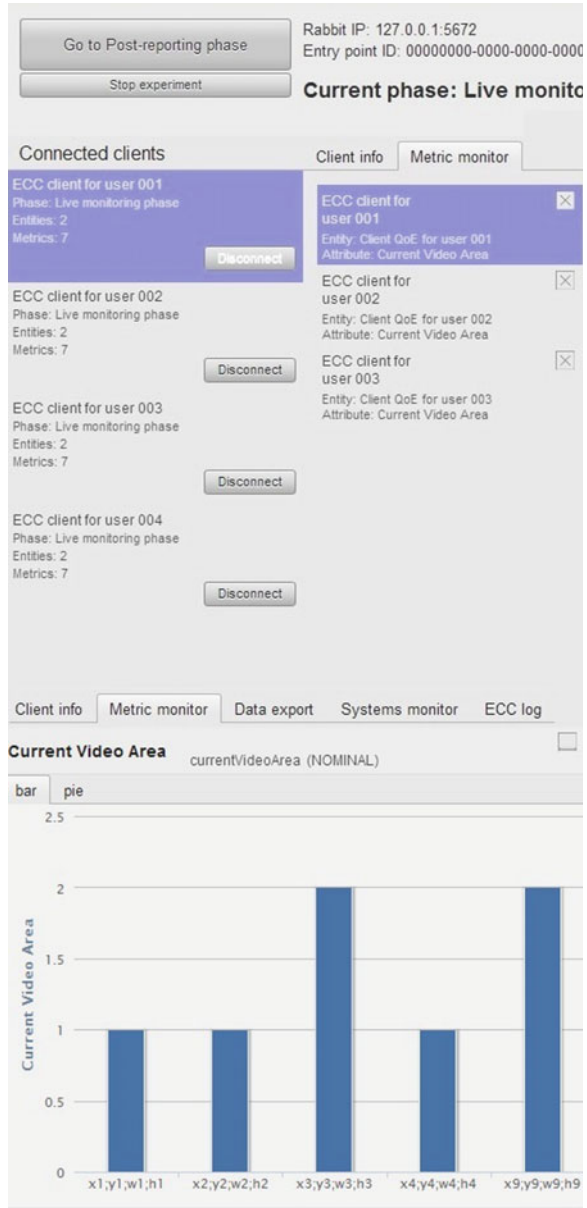 Go to Post-reporting phase
Stop experiment
Rabbit IP: 127.0.0.1:5672
Entry point ID: 00000000-0000-0000-0000
Current phase: Live monito
Connected clients
ECC client for user 001
Phase: Live monitoring phase
Entities: 2
Metrics: 7
Disconnect
ECC client for user 002
Phase: Live monitoring phase
Entities: 2
Metrics: 7
Disconnect
ECC client for user 003
Phase: Live monitoring phase
Entities: 2
Metrics: 7
Disconnect
ECC client for user 004
Phase: Live monitoring phase
Entities: 2
Metrics: 7
Disconnect
Client info Metric monitor
ECC client for
user 001
Entity: Client QoE for user 001
Attribute: Current Video Area
ECC client for
user 002
Entity: Client QoE for user 002
Attribute: Current Video Area
ECC client for
user 003
Entity: Client QoE for user 003
Attribute: Current Video Area
Client info Metric monitor Data export Systems monitor ECC log
Current Video Area currentVideoArea (NOMINAL)
bar pie
Current Video Area
2.5
2
1.5
1
0.5
0
x1;y1;w1;h1 x2;y2;w2;h2 x3;y3;w3;h3 x4;y4;w4;h4 x9;y9;w9;h9